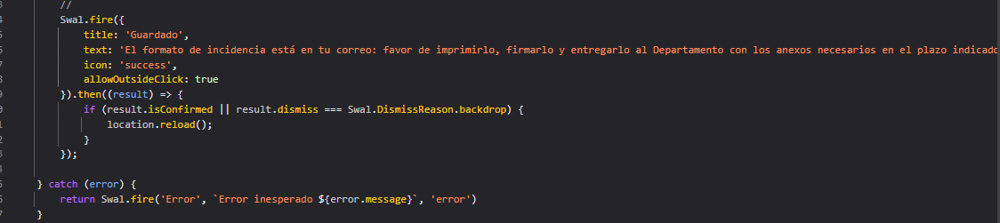 //
Swal.fire({
title: 'Guardado',
text: 'El formato de incidencia está en tu correo: favor de imprimirlo, firmarlo y entregarlo al Departamento con los anexos necesarios en el plazo indicado
icon: 'success',
allowOutsideClick: true
}).then((result) => {
if (result.isConfirmed || result.dismiss === Swal.DismissReason.backdrop) {
location.reload();
}
});
} catch (error) {
return Swal.fire('Error', `Error inesperado ${error.message}`, 'error')
}